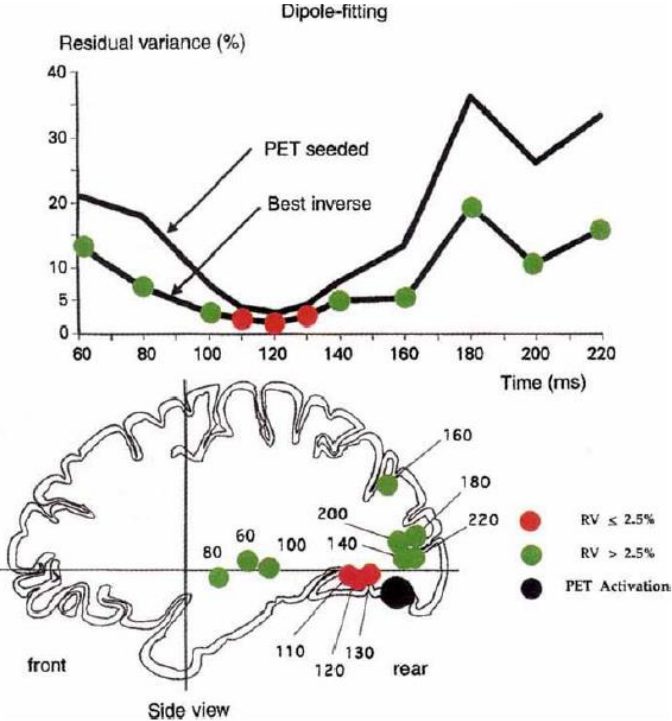 Dipole-fitting
Residual variance (%)
40
30
20
10
5
0
PET seeded
Best inverse
60 80 100 120 140 160 180 200 220
Time (ms)
160
180
200
220
60
80
100
140
110
120
130
front
rear
Side view
RV ≤ 2.5%
RV > 2.5%
PET Activation